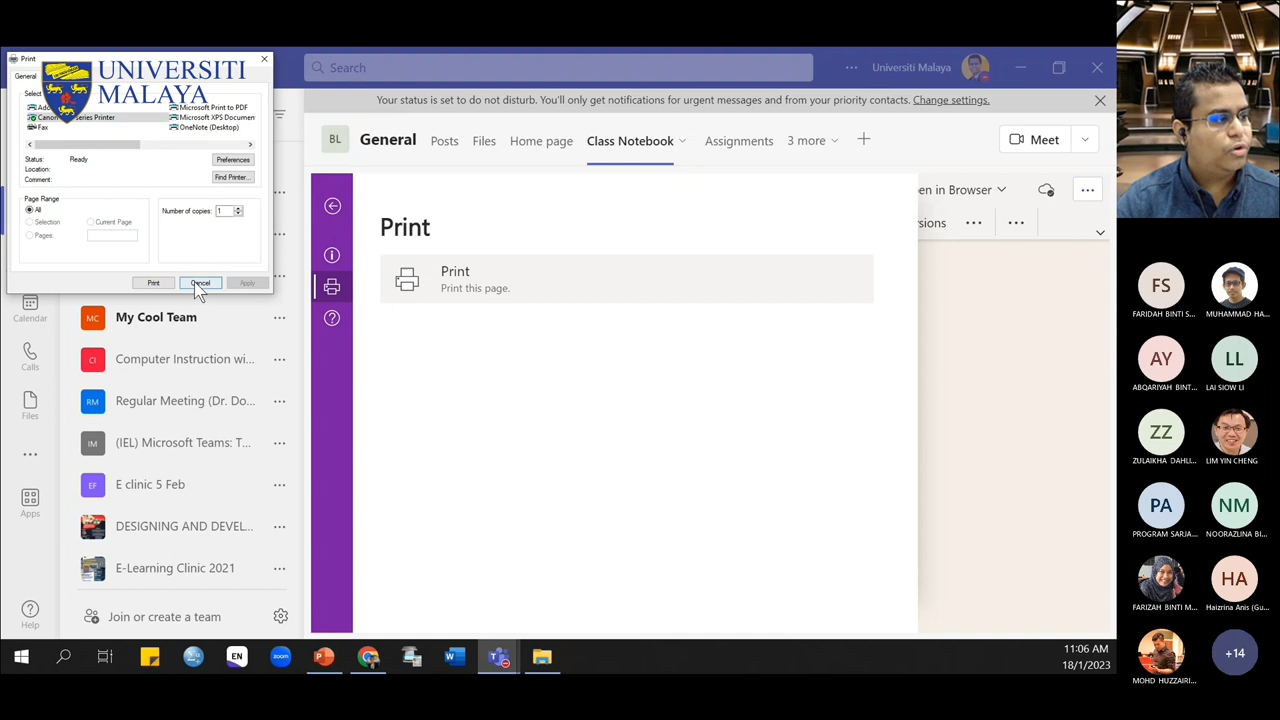 Print
General
UNIVERSITI
MALAYA
Microsoft Print to PDF
Series Printer
Microsoft XPS Documen
Fax
OneNote (Desktop)
Status:
Ready
Preferences
Location:
Comment:
Find Printer...
Page Range
All
Number of copies:
1
Selection
Current Page
Pages:
Print
Cancel
Apply
Search
Universiti Malaya
Your status is set to do not disturb. You'll only get notifications for urgent messages and from your priority contacts. Change settings.
BL
General
Posts
Files
Home page
Class Notebook
Assignments
3 more
Meet
en in Browser
Print
Print
Print this page.
Calendar
Calls
Files
Apps
Help
MC
My Cool Team
CI
Computer Instruction wi...
RM
Regular Meeting (Dr. Do...
IM
(IEL) Microsoft Teams: T...
EF
E clinic 5 Feb
DESIGNING AND DEVEL...
E-Learning Clinic 2021
Join or create a team
EN
zoom
11:06 AM
18/1/2023
FS
FARIDAH BINTI S...
MUHAMMAD HA...
AY
ABQARIYAH BINT...
LL
LAI SIOW LI
ZZ
ZULAIKHA DAHLI...
LIM YIN CHENG
PA
PROGRAM SARJA...
NM
NOORAZLINA BI...
FARIZAH BINTI M...
HA
Haizrina Anis (Gu...
MOHD HUZZAIRI...
+14